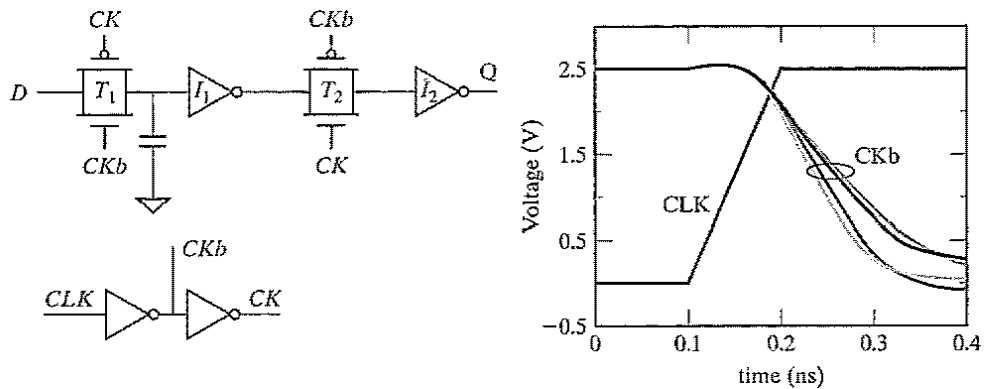 CK
CKb
D
T1
I1
T2
I2
Q
CKb
CK
CKb
CLK
CK
2.5
1.5
0.5
−0.5
Voltage (V)
CLK
CKb
0
0.1
0.2
0.3
0.4
time (ns)